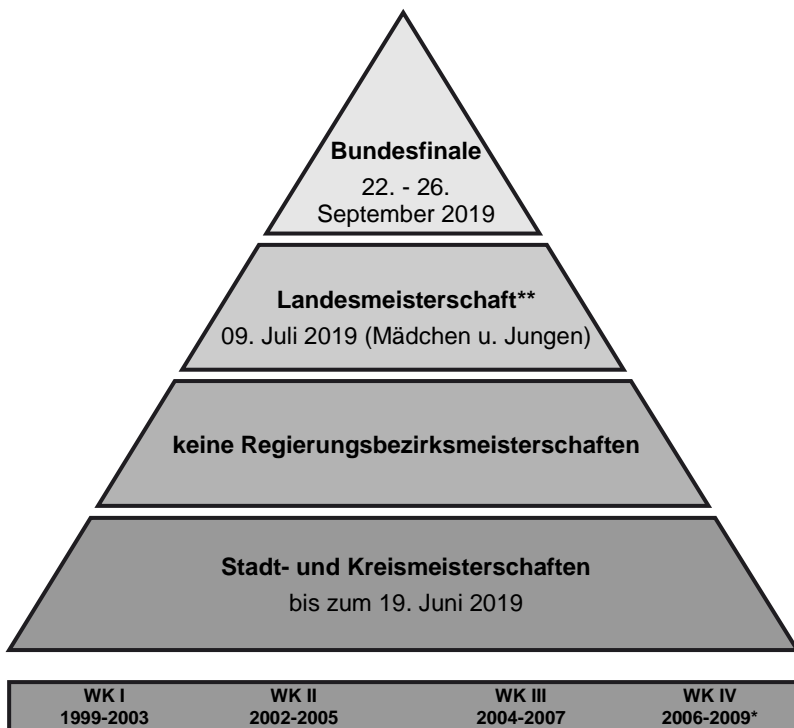 Bundesfinale
22. - 26.
September 2019
Landesmeisterschaft**
09. Juli 2019 (Mädchen u. Jungen)
keine Regierungsbezirksmeisterschaften
Stadt- und Kreismeisterschaften
bis zum 19. Juni 2019
WK I WK II WK III WK IV
1999-2003 2002-2005 2004-2007 2006-2009*